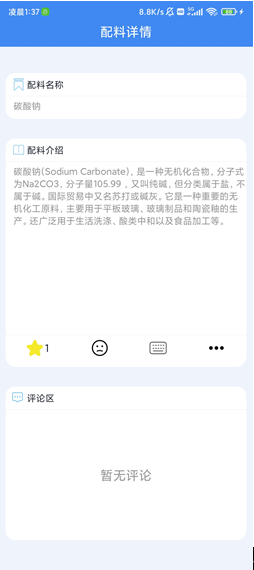 凌晨1:37 8.8K/s 5G 88
配料详情
配料名称
碳酸钠
配料介绍
碳酸钠(Sodium Carbonate)，是一种无机化合物，分子式
为Na2CO3，分子量105.99 ，又叫纯碱，但分类属于盐，不
属于碱。国际贸易中又名苏打或碱灰。它是一种重要的无
机化工原料，主要用于平板玻璃、玻璃制品和陶瓷釉的生
产。还广泛用于生活洗涤、酸类中和以及食品加工等。
1
评论区
暂无评论